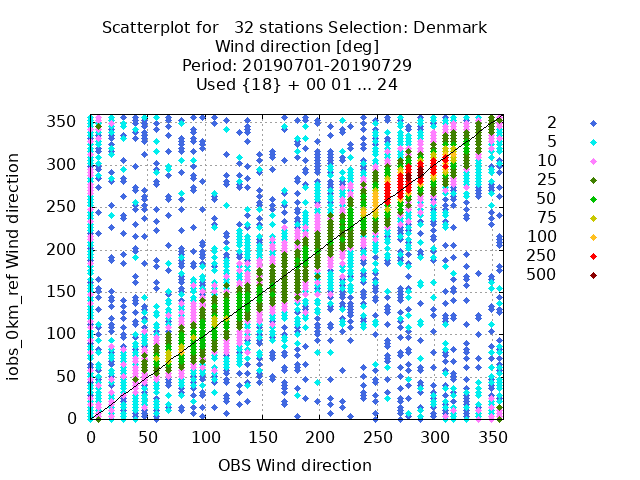 Scatterplot for   32 stations Selection: Denmark
Wind direction [deg]
Period: 20190701-20190729
Used {18} + 00 01 ... 24
350
300
250
200
150
100
50
0
0 50 100 150 200 250 300 350
iobs_0km_ref Wind direction
OBS Wind direction
2
5
10
25
50
75
100
250
500